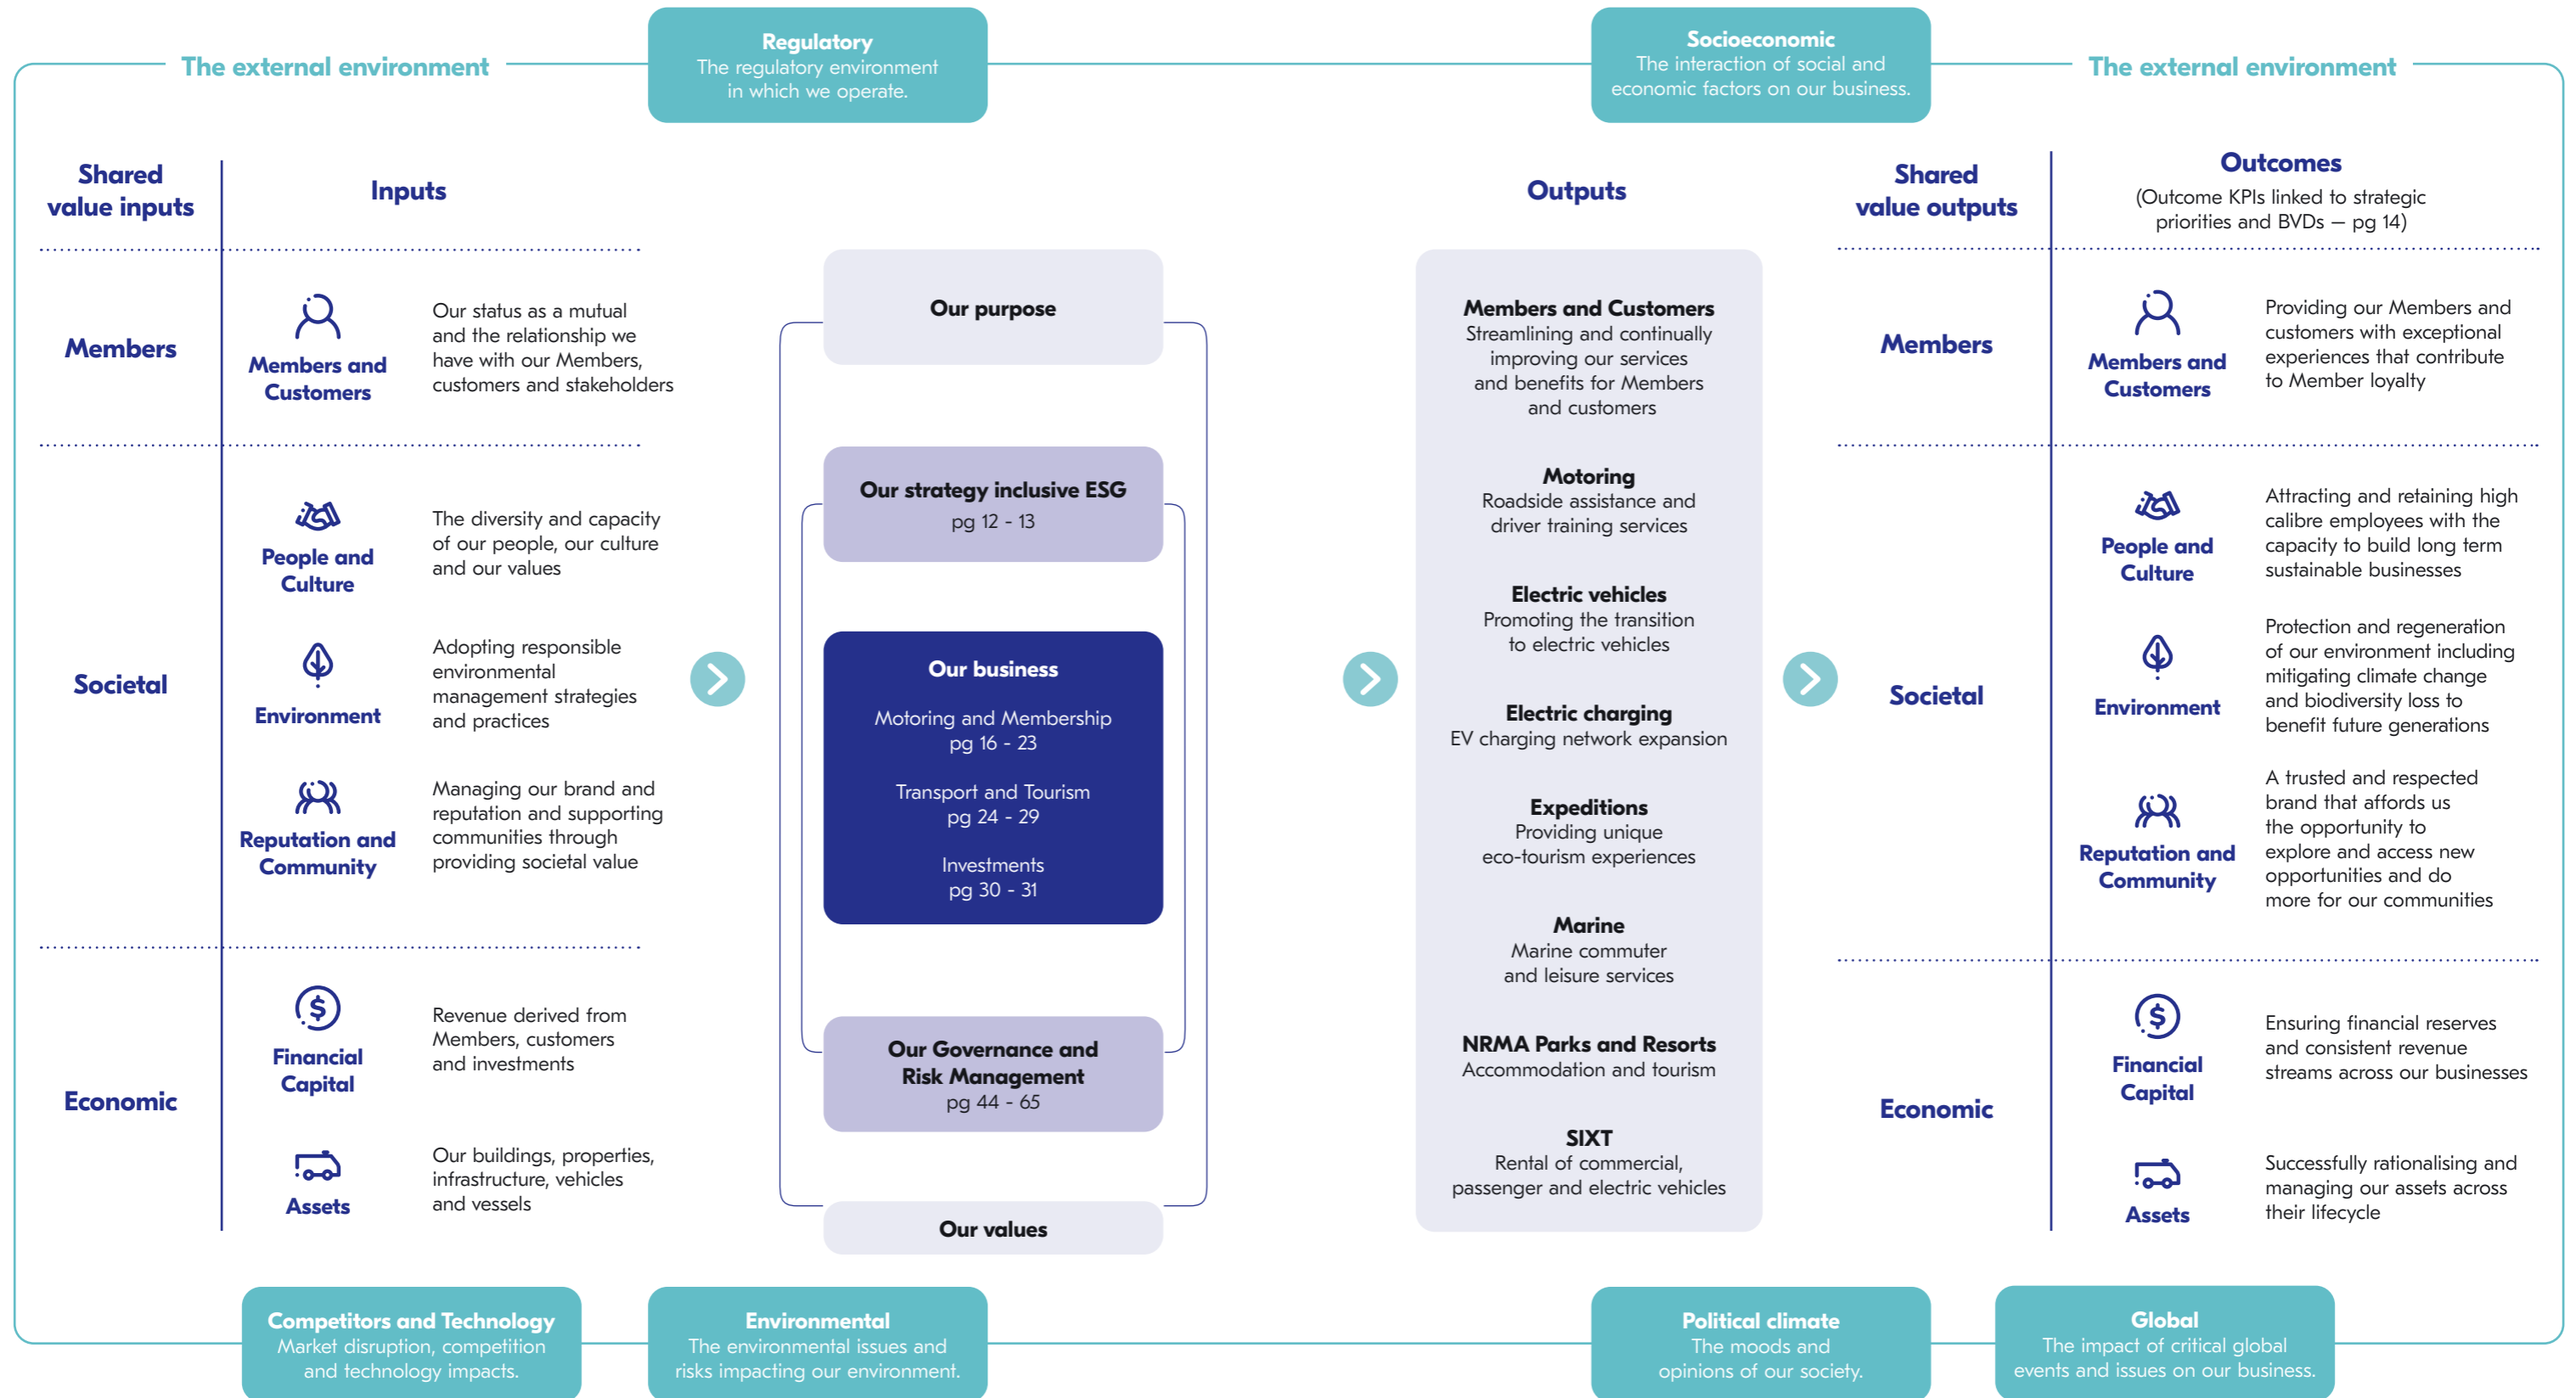 The external environment
Regulatory
The regulatory environment
in which we operate.
Socioeconomic
The interaction of social and
economic factors on our business.
The external environment
Shared
value inputs
Inputs
Members
Members and
Customers
Our status as a mutual
and the relationship we
have with our Members,
customers and stakeholders
Societal
People and
Culture
The diversity and capacity
of our people, our culture
and our values
Environment
Adopting responsible
environmental
management strategies
and practices
Reputation and
Community
Managing our brand and
reputation and supporting
communities through
providing societal value
Economic
Financial
Capital
Revenue derived from
Members, customers
and investments
Assets
Our buildings, properties,
infrastructure, vehicles
and vessels
Our purpose
Our strategy inclusive ESG
pg 12 - 13
Our business
Motoring and Membership
pg 16 - 23
Transport and Tourism
pg 24 - 29
Investments
pg 30 - 31
Our Governance and
Risk Management
pg 44 - 65
Our values
Outputs
Members and Customers
Streamlining and continually
improving our services
and benefits for Members
and customers
Motoring
Roadside assistance and
driver training services
Electric vehicles
Promoting the transition
to electric vehicles
Electric charging
EV charging network expansion
Expeditions
Providing unique
eco-tourism experiences
Marine
Marine commuter
and leisure services
NRMA Parks and Resorts
Accommodation and tourism
SIXT
Rental of commercial,
passenger and electric vehicles
Shared
value outputs
Outcomes
(Outcome KPIs linked to strategic
priorities and BVDs – pg 14)
Members
Members and
Customers
Providing our Members and
customers with exceptional
experiences that contribute
to Member loyalty
Societal
People and
Culture
Attracting and retaining high
calibre employees with the
capacity to build long term
sustainable businesses
Environment
Protection and regeneration
of our environment including
mitigating climate change
and biodiversity loss to
benefit future generations
Reputation and
Community
A trusted and respected
brand that affords us
the opportunity to
explore and access new
opportunities and do
more for our communities
Economic
Financial
Capital
Ensuring financial reserves
and consistent revenue
streams across our businesses
Assets
Successfully rationalising and
managing our assets across
their lifecycle
Competitors and Technology
Market disruption, competition
and technology impacts.
Environmental
The environmental issues and
risks impacting our environment.
Political climate
The moods and
opinions of our society.
Global
The impact of critical global
events and issues on our business.